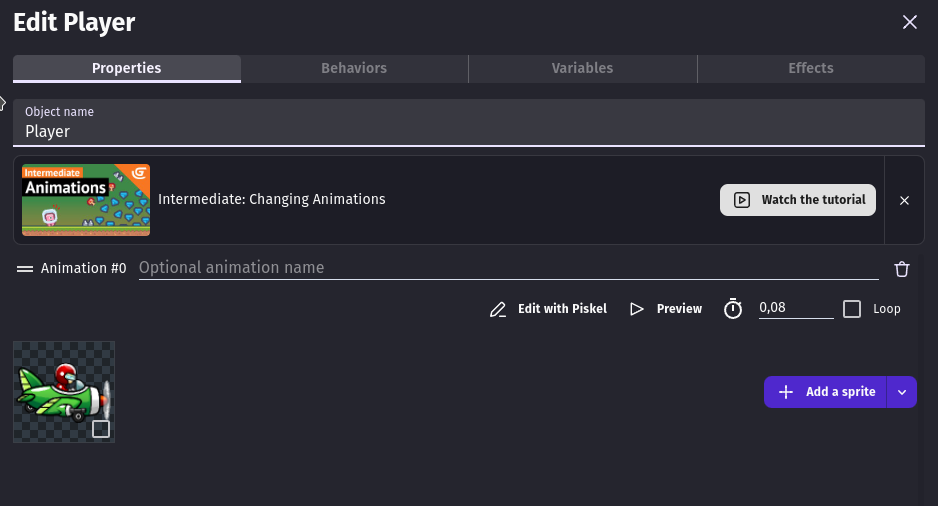 Edit Player
Properties Behaviors Variables Effects
Object name
Player
Intermediate
Animations
Intermediate: Changing Animations Watch the tutorial
Animation #0 Optional animation name
Edit with Piskel Preview 0,08 Loop
Add a sprite